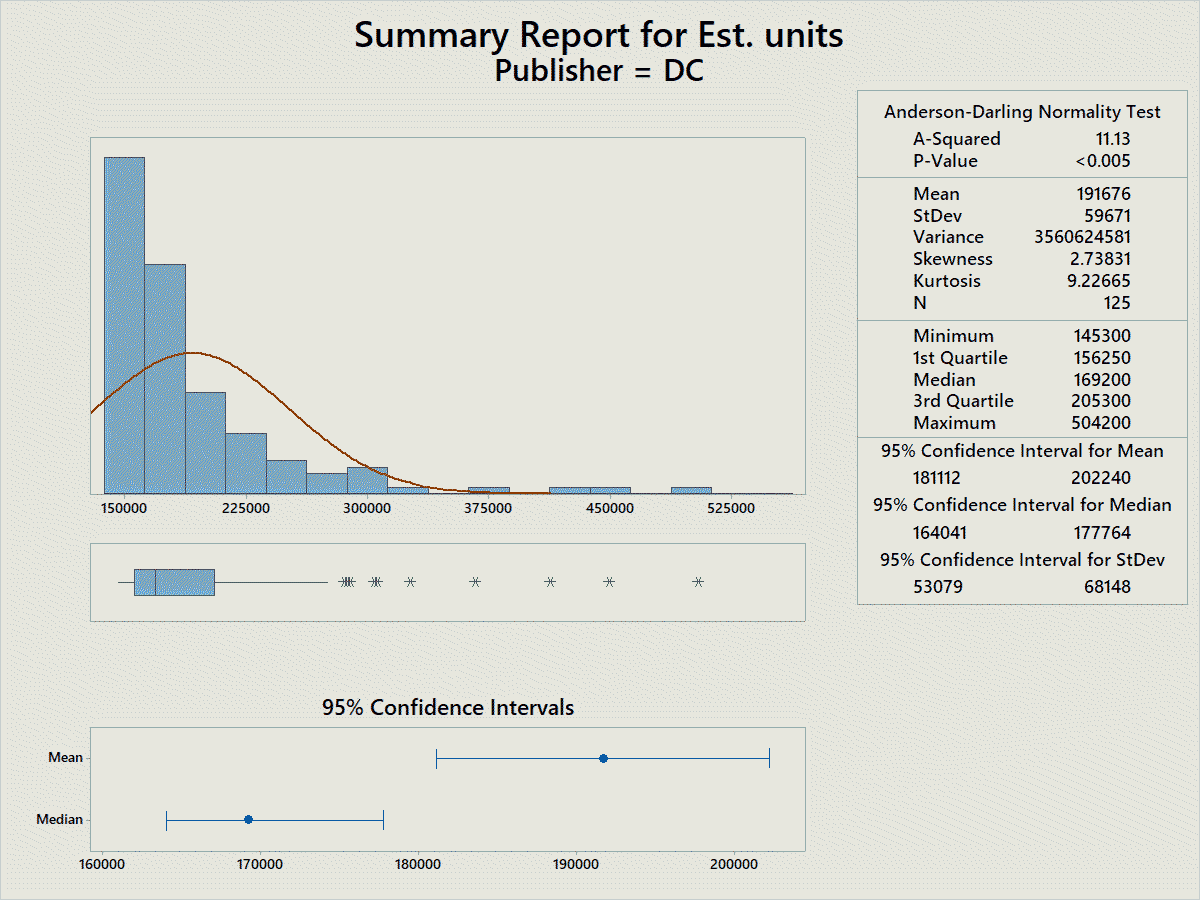 Summary Report for Est. units
Publisher = DC
150000 225000 300000 375000 450000 525000
95% Confidence Intervals
Mean
Median
160000 170000 180000 190000 200000
Anderson-Darling Normality Test
A-Squared 11.13
P-Value <0.005
Mean 191676
StDev 59671
Variance 3560624581
Skewness 2.73831
Kurtosis 9.22665
N 125
Minimum 145300
1st Quartile 156250
Median 169200
3rd Quartile 205300
Maximum 504200
95% Confidence Interval for Mean
181112 202240
95% Confidence Interval for Median
164041 177764
95% Confidence Interval for StDev
53079 68148